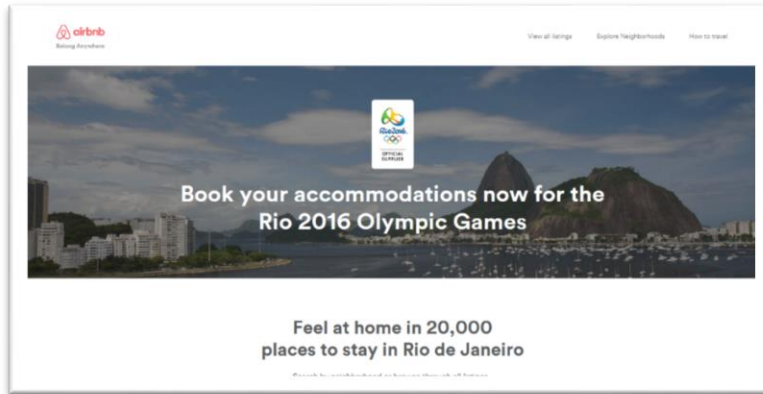 airbnb
Belong Anywhere
View all listings
Explore Neighborhoods
How to travel
Rio2016
OFFICIAL
SUPPLIER
Book your accommodations now for the
Rio 2016 Olympic Games
Feel at home in 20,000
places to stay in Rio de Janeiro